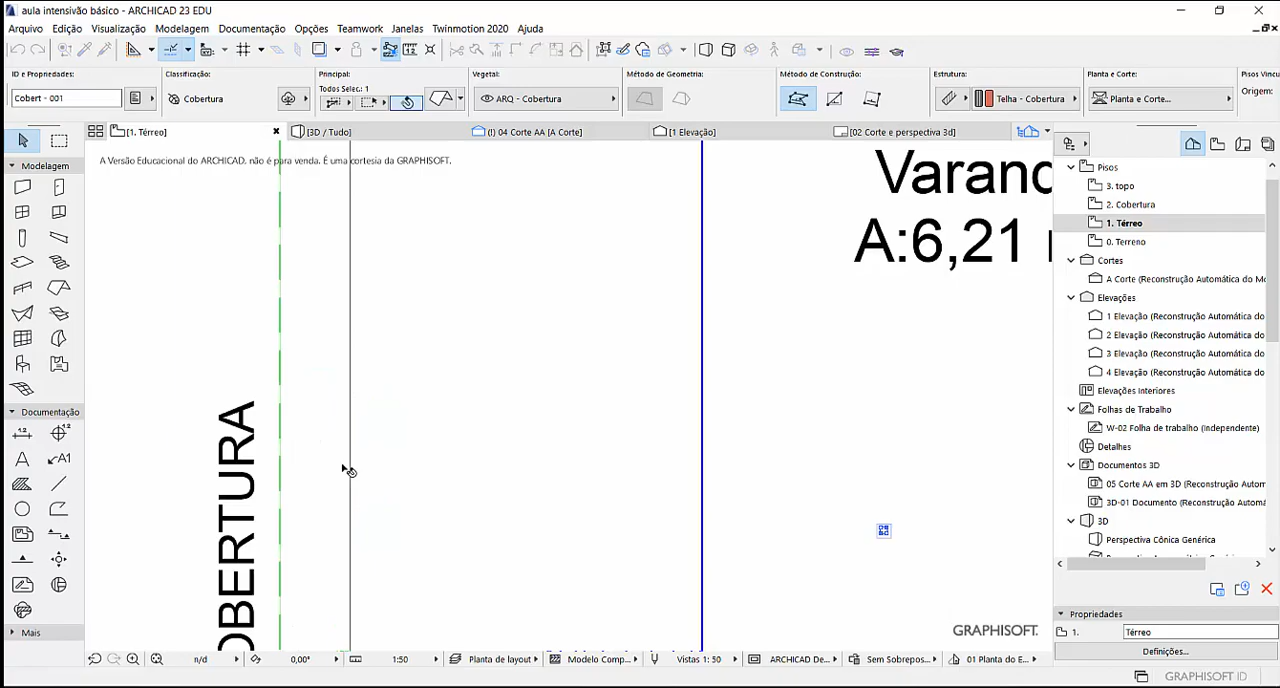 aula intensivão básico - ARCHICAD 23 EDU
Arquivo Edição Visualização Modelagem Documentação Opções Teamwork Janelas Twinmotion 2020 Ajuda
ID e Propriedades: Classificação: Principal: Vegetal: Método de Geometria: Método de Construção: Estrutura: Planta e Corte: Pisos Vincu
Todos Selec: 1 Origem:
Cobert - 001 Cobertura ARQ - Cobertura Telha - Cobertura Planta e Corte...
[1. Térreo] [3D / Tudo] (!) 04 Corte AA [A Corte] [1 Elevação] [02 Corte e perspectiva 3d]
A Versão Educacional do ARCHICAD, não é para venda. É uma cortesia da GRAPHISOFT.
Modelagem
Documentação
A1
Mais
Varand
A:6,21
OBERTURA
GRAPHISOFT.
Pisos
3. topo
2. Cobertura
1. Térreo
0. Terreno
Cortes
A Corte (Reconstrução Automática do Mo
Elevações
1 Elevação (Reconstrução Automática do
2 Elevação (Reconstrução Automática do
3 Elevação (Reconstrução Automática do
4 Elevação (Reconstrução Automática do
Elevações Interiores
Folhas de Trabalho
W-02 Folha de trabalho (Independente)
Detalhes
Documentos 3D
05 Corte AA em 3D (Reconstrução Autom
3D-01 Documento (Reconstrução Automá
3D
Perspectiva Cônica Genérica
Propriedades
1. Térreo
Definições...
n/d 0,00° 1:50 Planta de layout Modelo Comp... Vistas 1: 50 ARCHICAD De... Sem Sobrepos... 01 Planta do E...
GRAPHISOFT ID